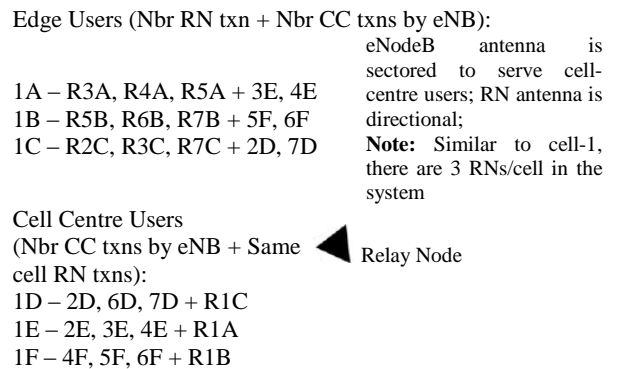 Edge Users (Nbr RN txn + Nbr CC txns by eNB):
1A – R3A, R4A, R5A + 3E, 4E
1B – R5B, R6B, R7B + 5F, 6F
1C – R2C, R3C, R7C + 2D, 7D
eNodeB antenna is
sectored to serve cell-
centre users; RN antenna is
directional;
Note: Similar to cell-1,
there are 3 RNs/cell in the
system
Cell Centre Users
(Nbr CC txns by eNB + Same
cell RN txns):
1D – 2D, 6D, 7D + R1C
1E – 2E, 3E, 4E + R1A
1F – 4F, 5F, 6F + R1B
Relay Node